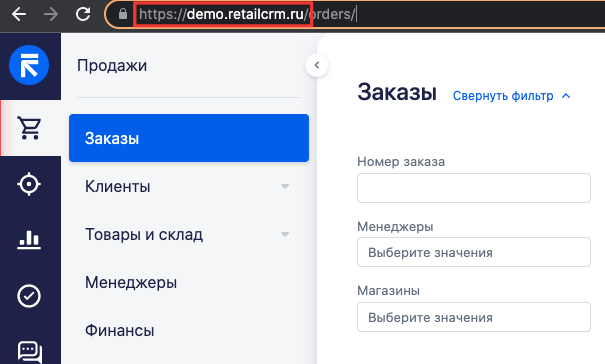 https://demo.retailcrm.ru/orders/
Продажи
Заказы
Клиенты
Товары и склад
Менеджеры
Финансы
Заказы Свернуть фильтр
Номер заказа
Менеджеры
Выберите значения
Магазины
Выберите значения